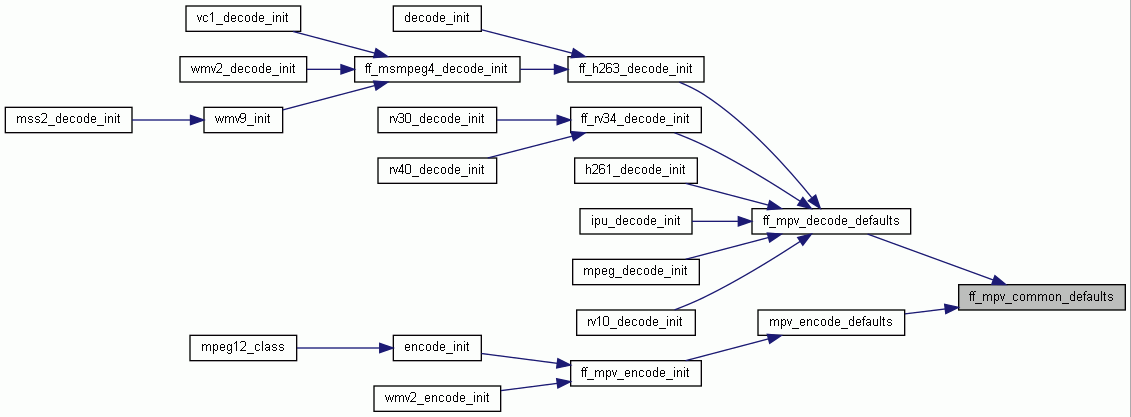 vc1_decode_init
decode_init
wmv2_decode_init
ff_msmpeg4_decode_init
ff_h263_decode_init
mss2_decode_init
wmv9_init
rv30_decode_init
ff_rv34_decode_init
rv40_decode_init
h261_decode_init
ipu_decode_init
ff_mpv_decode_defaults
mpeg_decode_init
ff_mpv_common_defaults
rv10_decode_init
mpv_encode_defaults
mpeg12_class
encode_init
ff_mpv_encode_init
wmv2_encode_init